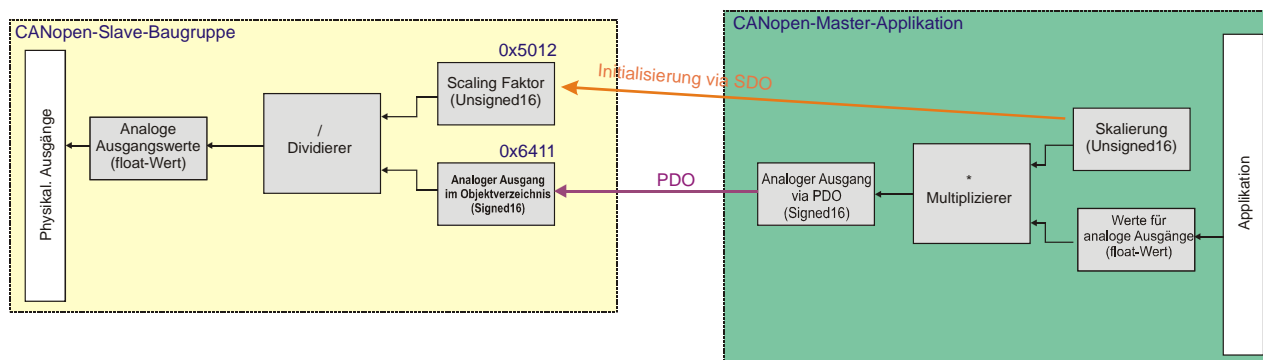 CANopen-Slave-Baugruppe
Physikal. Ausgänge
Analoge
Ausgangswerte
(float-Wert)
/
Dividierer
0x5012
Scaling Faktor
(Unsigned16)
0x6411
Analoger Ausgang
im Objektverzeichnis
(Signed16)
Initialisierung via SDO
PDO
CANopen-Master-Applikation
Analoger Ausgang
via PDO
(Signed16)
*
Multiplizierer
Skalierung
(Unsigned16)
Werte für
analoge Ausgänge
(float-Wert)
Applikation